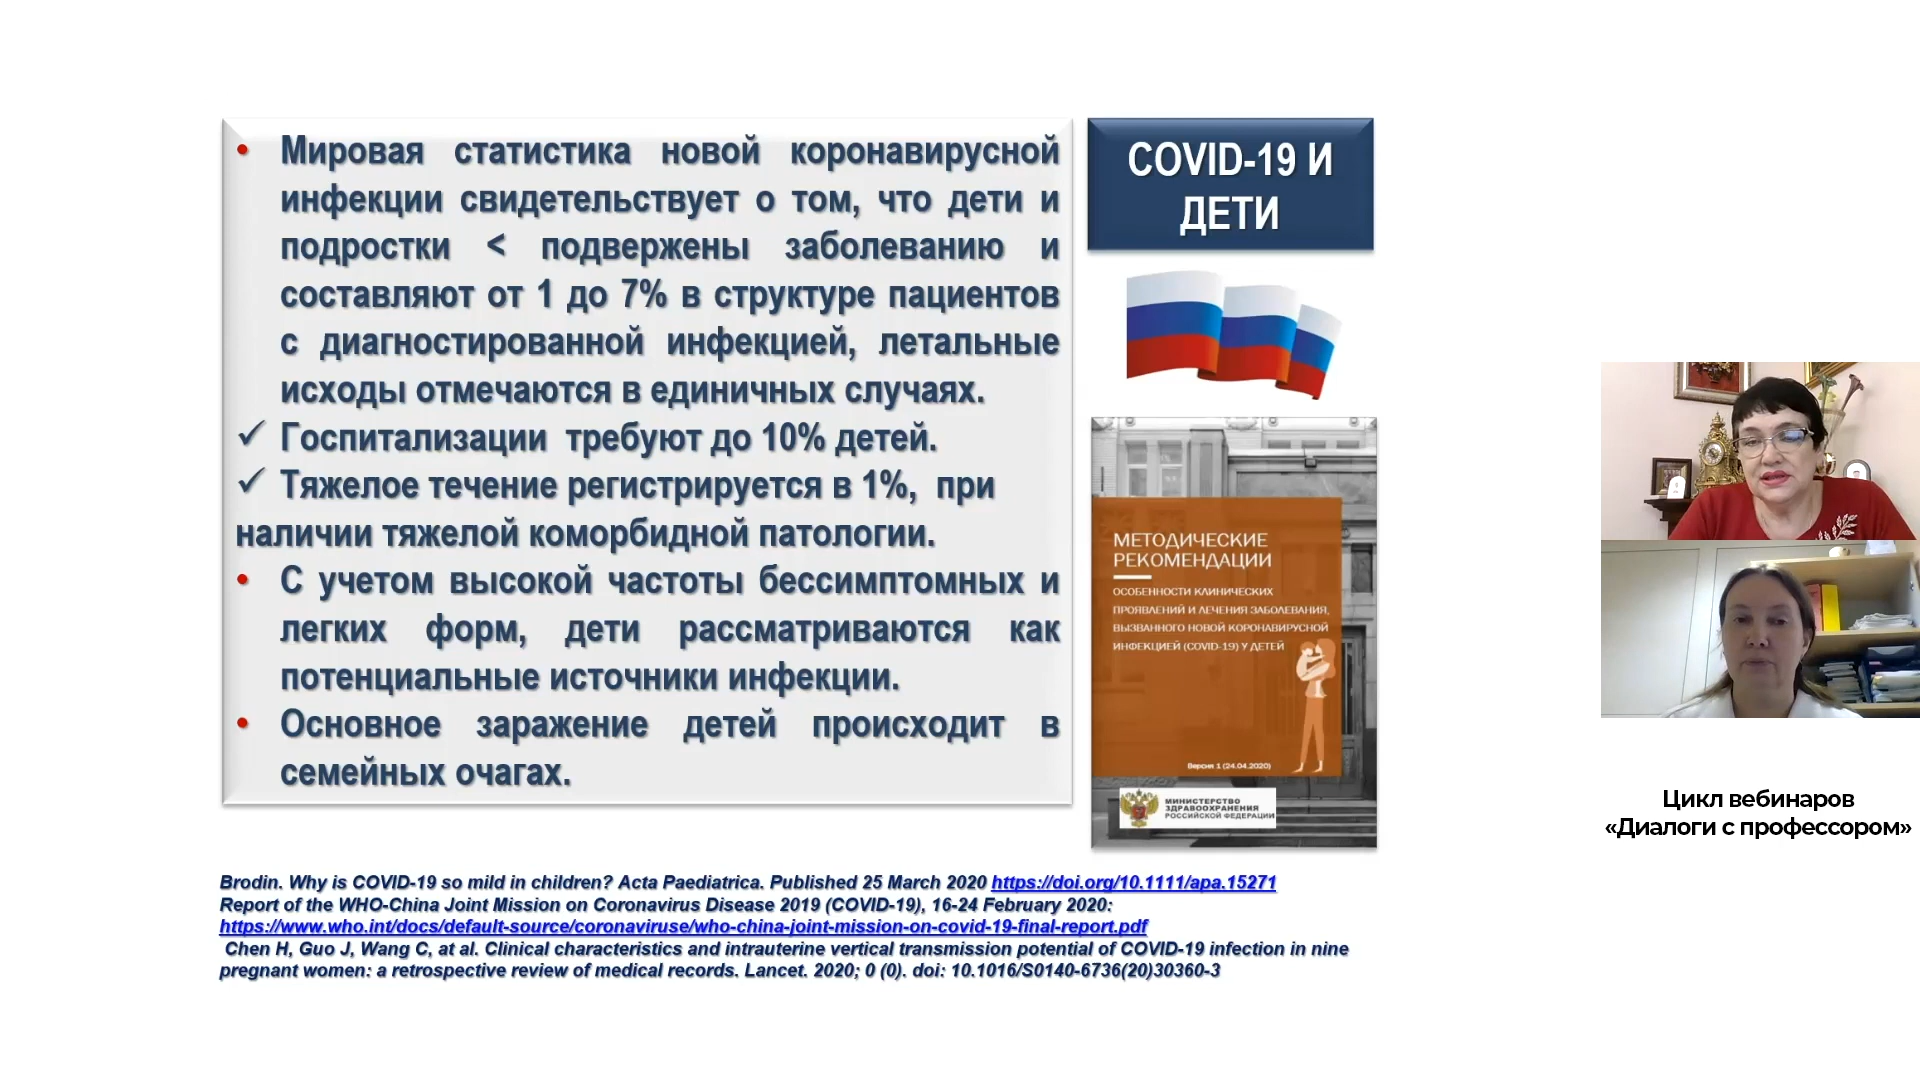 • Мировая статистика новой коронавирусной
инфекции свидетельствует о том, что дети и
подростки < подвержены заболеванию и
составляют от 1 до 7% в структуре пациентов
с диагностированной инфекцией, летальные
исходы отмечаются в единичных случаях.
✓ Госпитализации требуют до 10% детей.
✓ Тяжелое течение регистрируется в 1%, при
наличии тяжелой коморбидной патологии.
• С учетом высокой частоты бессимптомных и
легких форм, дети рассматриваются как
потенциальные источники инфекции.
• Основное заражение детей происходит в
семейных очагах.
COVID-19 И
ДЕТИ
МЕТОДИЧЕСКИЕ
РЕКОМЕНДАЦИИ
ОСОБЕННОСТИ КЛИНИЧЕСКИХ
ПРОЯВЛЕНИЙ И ЛЕЧЕНИЯ ЗАБОЛЕВАНИЯ,
ВЫЗВАННОГО НОВОЙ КОРОНАВИРУСНОЙ
ИНФЕКЦИЕЙ (COVID-19) У ДЕТЕЙ
Версия 1 (24.04.2020)
МИНИСТЕРСТВО
ЗДРАВООХРАНЕНИЯ
РОССИЙСКОЙ ФЕДЕРАЦИИ
Brodin. Why is COVID-19 so mild in children? Acta Paediatrica. Published 25 March 2020 https://doi.org/10.1111/apa.15271
Report of the WHO-China Joint Mission on Coronavirus Disease 2019 (COVID-19), 16-24 February 2020:
https://www.who.int/docs/default-source/coronaviruse/who-china-joint-mission-on-covid-19-final-report.pdf
Chen H, Guo J, Wang C, at al. Clinical characteristics and intrauterine vertical transmission potential of COVID-19 infection in nine
pregnant women: a retrospective review of medical records. Lancet. 2020; 0 (0). doi: 10.1016/S0140-6736(20)30360-3
Цикл вебинаров
«Диалоги с профессором»